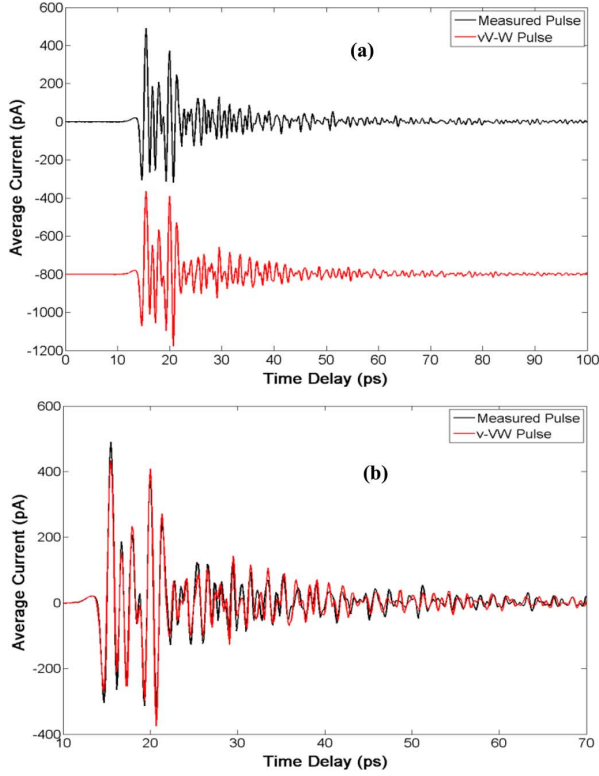 600
400
200
0
-200
-400
-600
-800
-1000
-1200
Average Current (pA)
(a)
Measured Pulse
vV-W Pulse
0 10 20 30 40 50 60 70 80 90 100
Time Delay (ps)
600
400
200
0
-200
-400
Average Current (pA)
(b)
Measured Pulse
v-VW Pulse
10 20 30 40 50 60 70
Time Delay (ps)